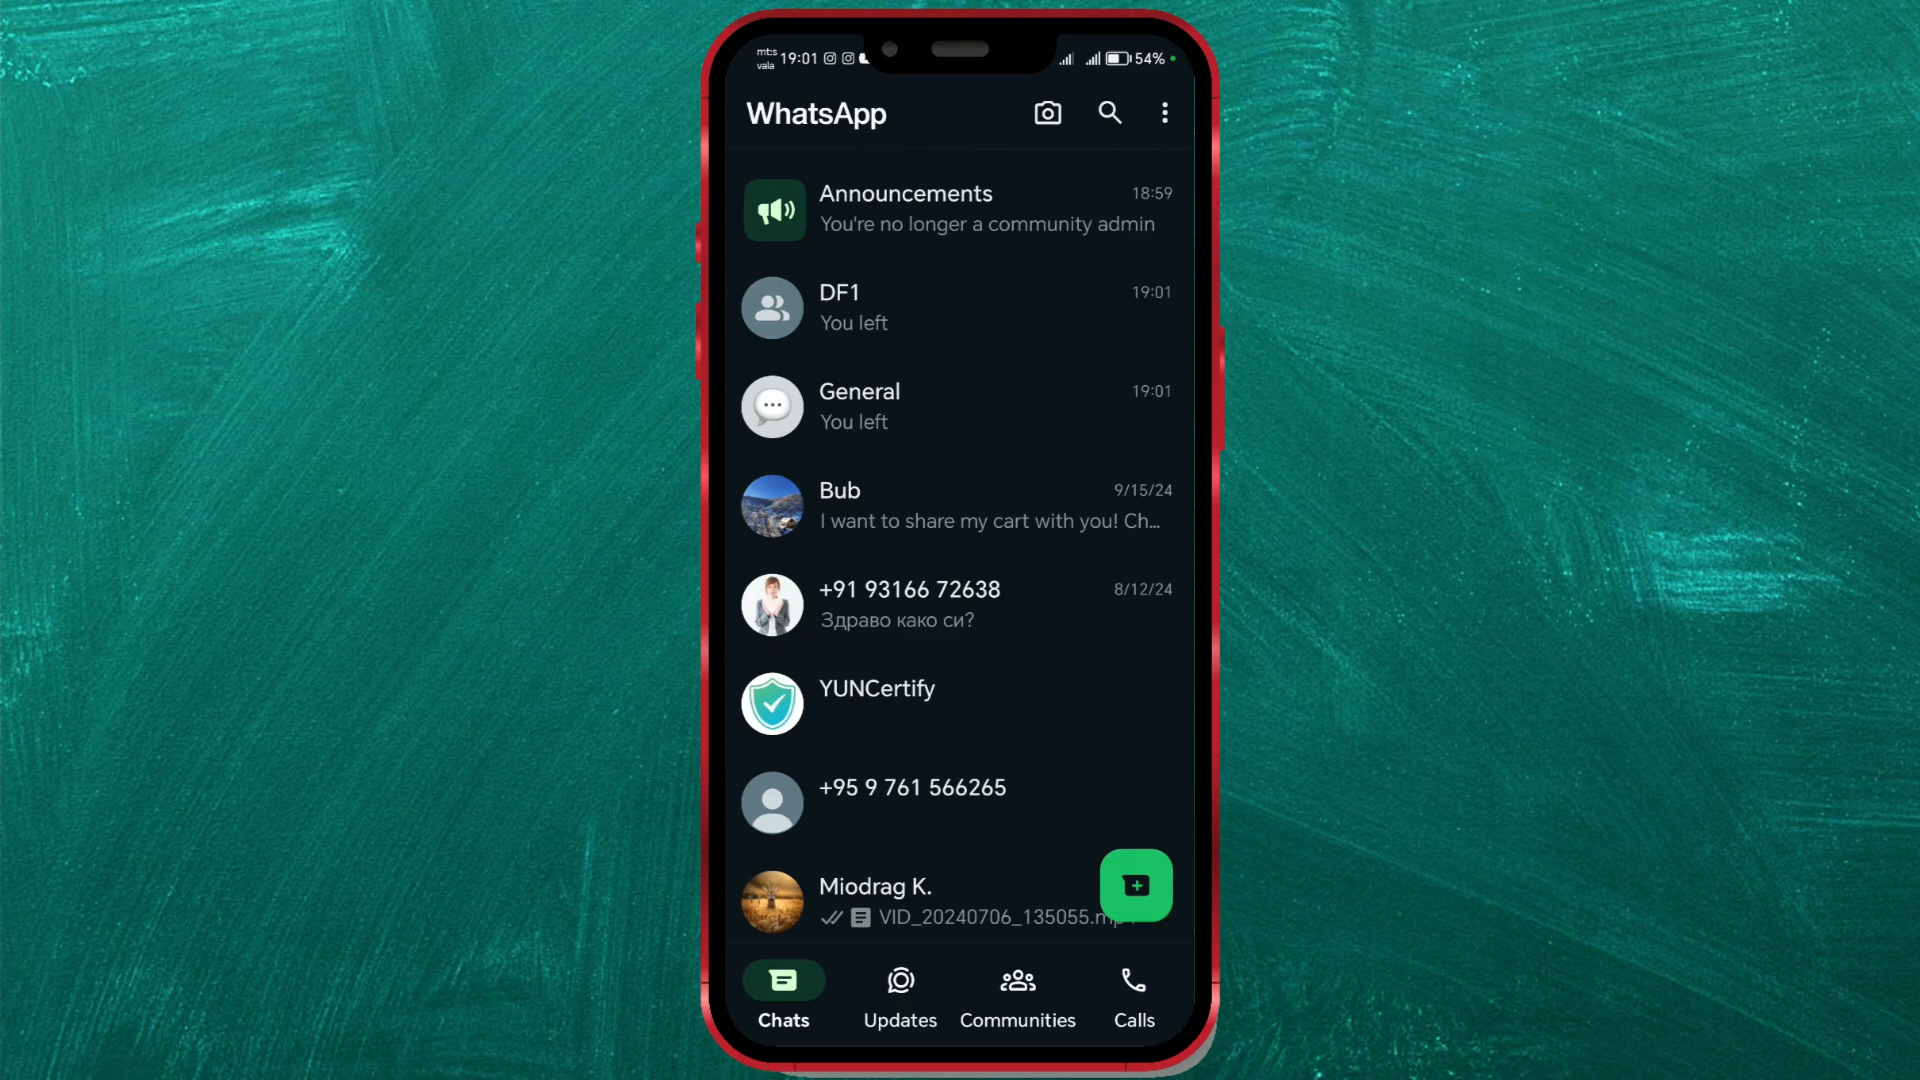 mt:s
vala
19:01
54%
WhatsApp
Announcements
18:59
You're no longer a community admin
DF1
19:01
You left
General
19:01
You left
Bub
9/15/24
I want to share my cart with you! Ch...
+91 93166 72638
8/12/24
Здраво како си?
YUNCertify
+95 9 761 566265
Miodrag K.
VID_20240706_135055.mp4
Chats
Updates
Communities
Calls